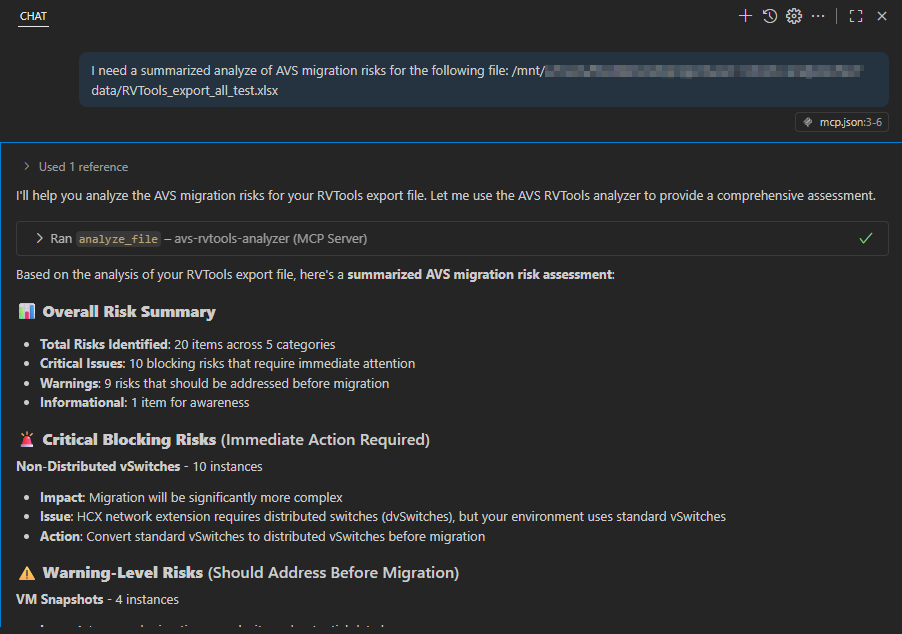 CHAT
I need a summarized analyze of AVS migration risks for the following file: /mnt/
data/RVTools_export_all_test.xlsx
mcp.json:3-6
Used 1 reference
I'll help you analyze the AVS migration risks for your RVTools export file. Let me use the AVS RVTools analyzer to provide a comprehensive assessment.
Ran analyze_file – avs-rvtools-analyzer (MCP Server)
Based on the analysis of your RVTools export file, here's a summarized AVS migration risk assessment:
Overall Risk Summary
• Total Risks Identified: 20 items across 5 categories
• Critical Issues: 10 blocking risks that require immediate attention
• Warnings: 9 risks that should be addressed before migration
• Informational: 1 item for awareness
Critical Blocking Risks (Immediate Action Required)
Non-Distributed vSwitches - 10 instances
• Impact: Migration will be significantly more complex
• Issue: HCX network extension requires distributed switches (dvSwitches), but your environment uses standard vSwitches
• Action: Convert standard vSwitches to distributed vSwitches before migration
Warning-Level Risks (Should Address Before Migration)
VM Snapshots - 4 instances